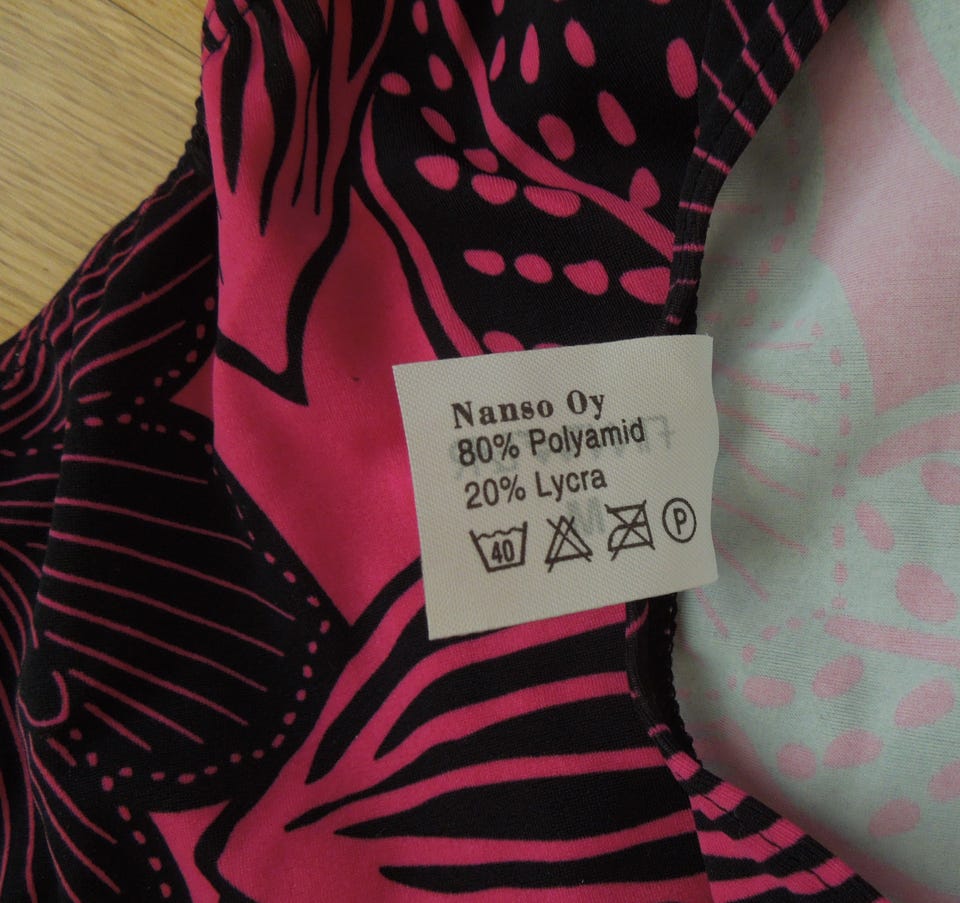 Nanso Oy
80% Polyamid
20% Lycra
40 P